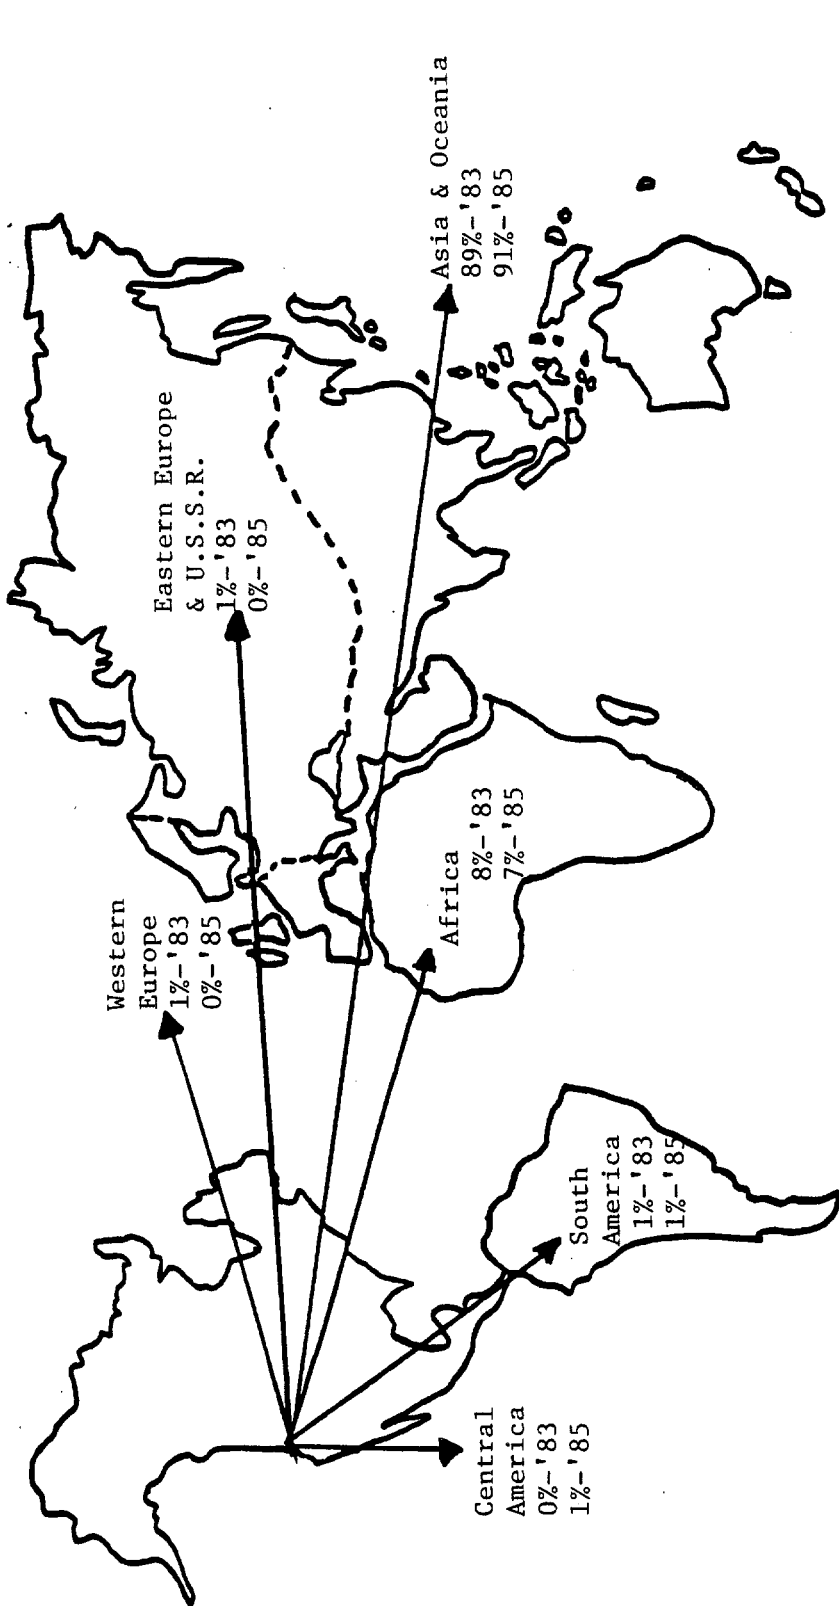 Western
Europe
1%-'83
0%-'85
Eastern Europe
& U.S.S.R.
1%-'83
0%-'85
Asia & Oceania
89%-'83
91%-'85
Africa
8%-'83
7%-'85
South
America
1%-'83
1%-'85
Central
America
0%-'83
1%-'85